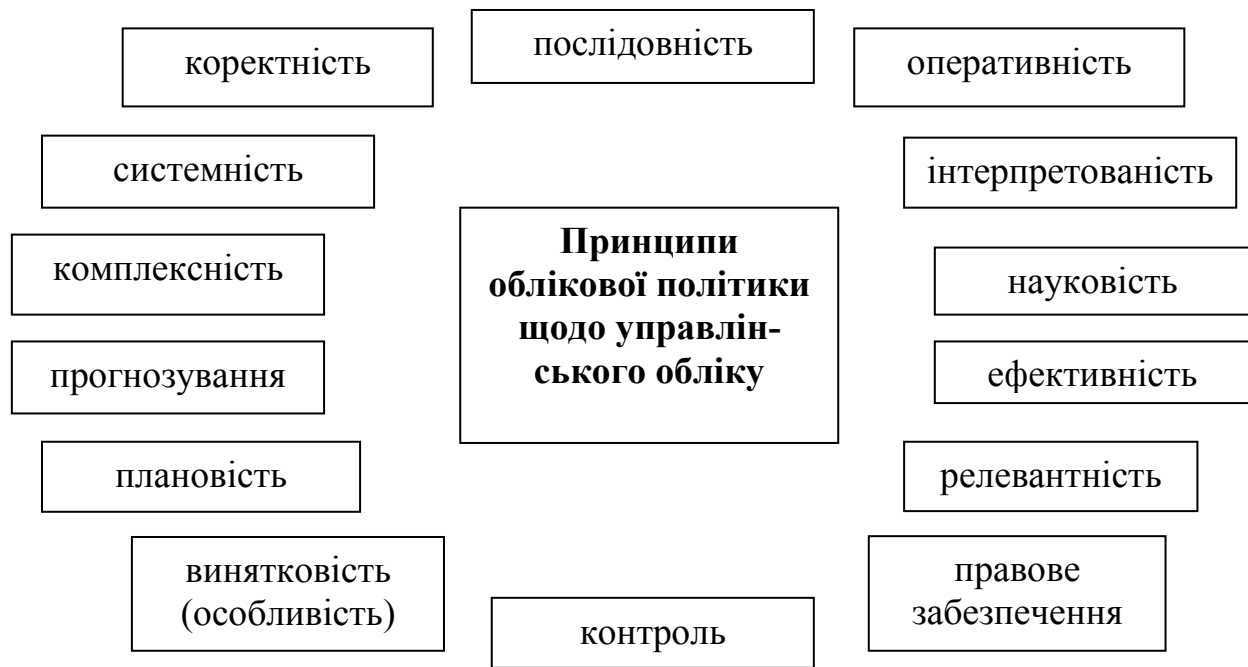 послідовність
коректність
оперативність
системність
інтерпретованість
Принципи
облікової політики
щодо управлін-
ського обліку
комплексність
науковість
прогнозування
ефективність
плановість
релевантність
винятковість
(особливість)
правове
забезпечення
контроль